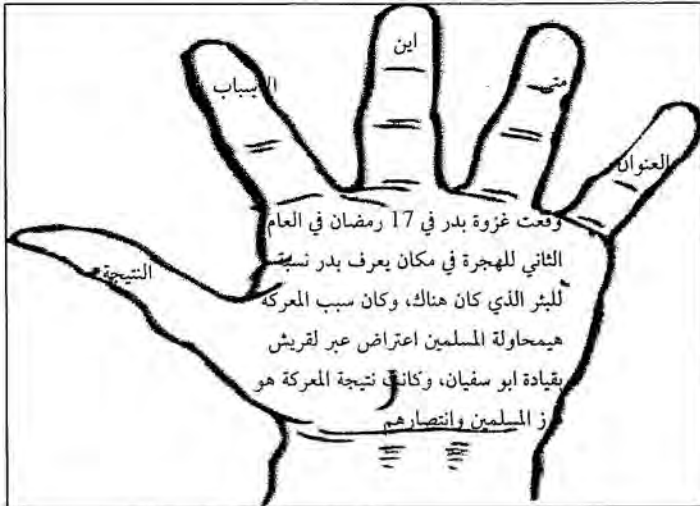 اين
متى
الاسباب
العنوان
وقعت غزوة بدر في 17 رمضان في العام
الثاني للهجرة في مكان يعرف بدر نسبة
للبئر الذي كان هناك، وكان سبب المعركة
هيمحاولة المسلمين اعتراض عبر لقريش
بقيادة ابو سفيان، وكانت نتيجة المعركة هو
المسلمين وانتصارهم
النتيجة